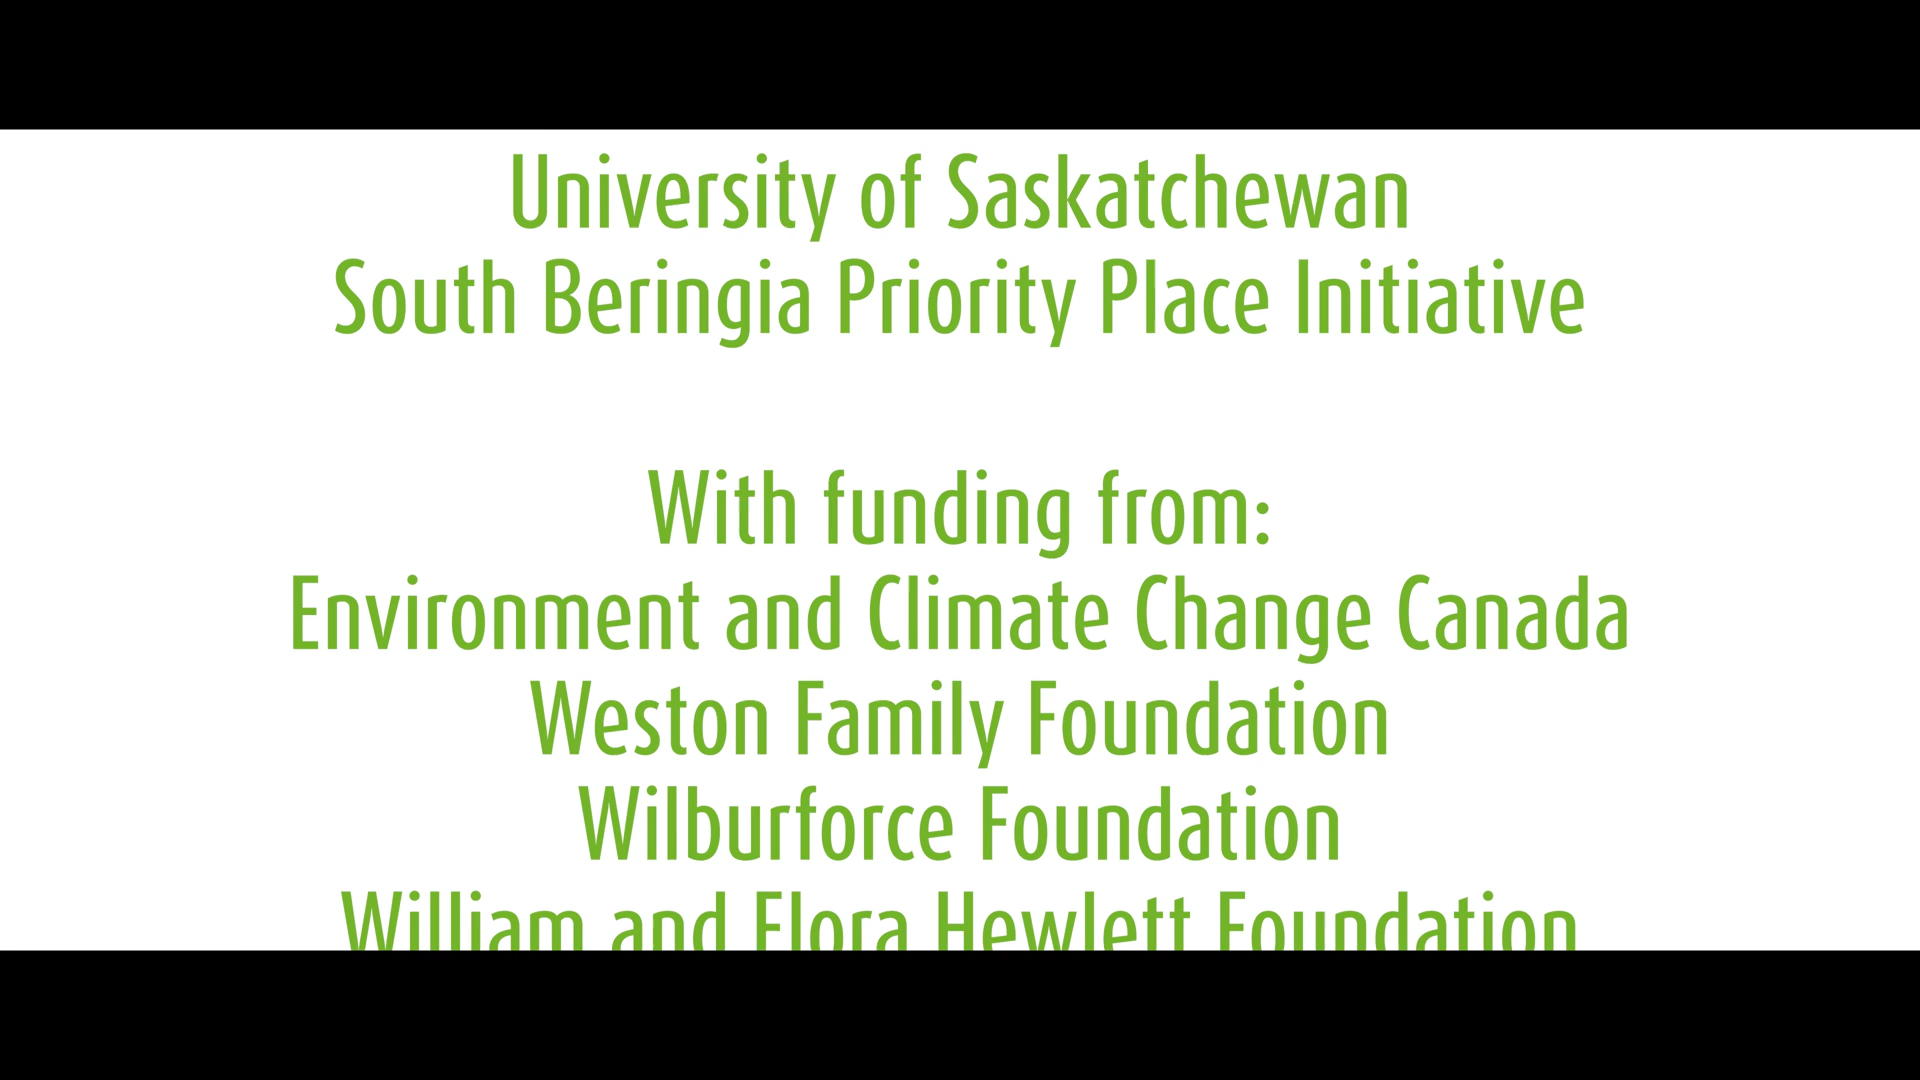 University of Saskatchewan
South Beringia Priority Place Initiative
With funding from:
Environment and Climate Change Canada
Weston Family Foundation
Wilburforce Foundation
William and Flora Hewlett Foundation